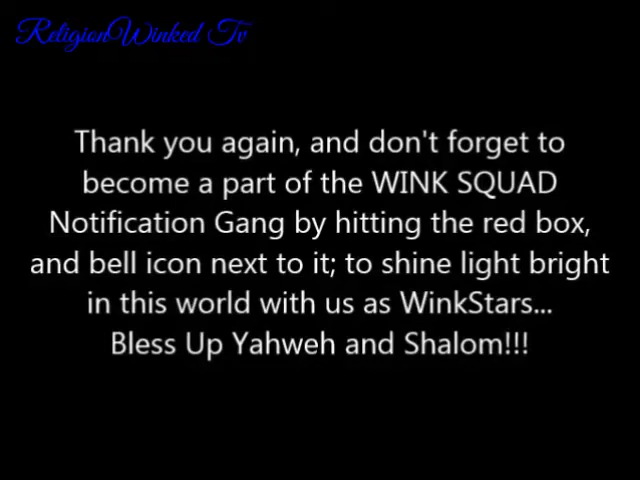 ReligionWinked Tv
Thank you again, and don't forget to
become a part of the WINK SQUAD
Notification Gang by hitting the red box,
and bell icon next to it; to shine light bright
in this world with us as WinkStars...
Bless Up Yahweh and Shalom!!!